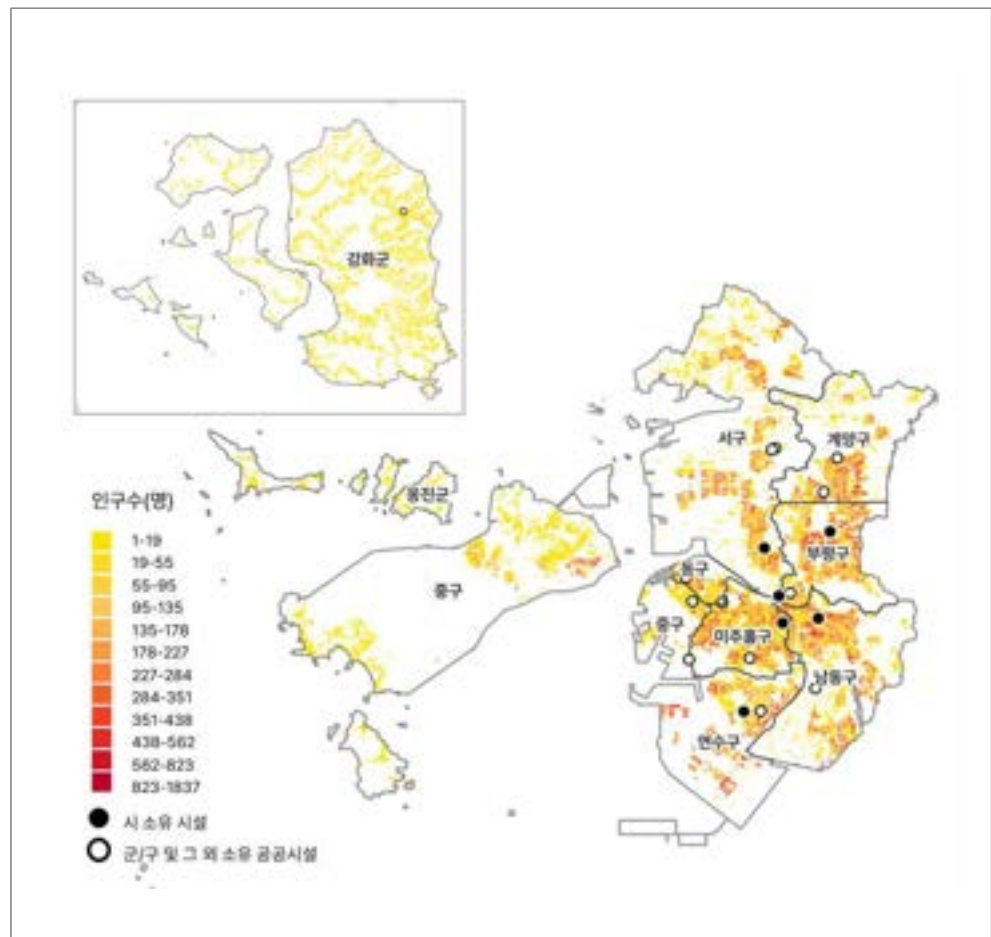 강화군
서구
계양구
옹진군
인구수(명)
1-19
19-55
55-95
95-135
135-178
178-227
227-284
284-351
351-438
438-562
562-823
823-1837
부평구
동구
중구
중구
미추홀구
남동구
연수구
시 소유 시설
군/구 및 그 외 소유 공공시설